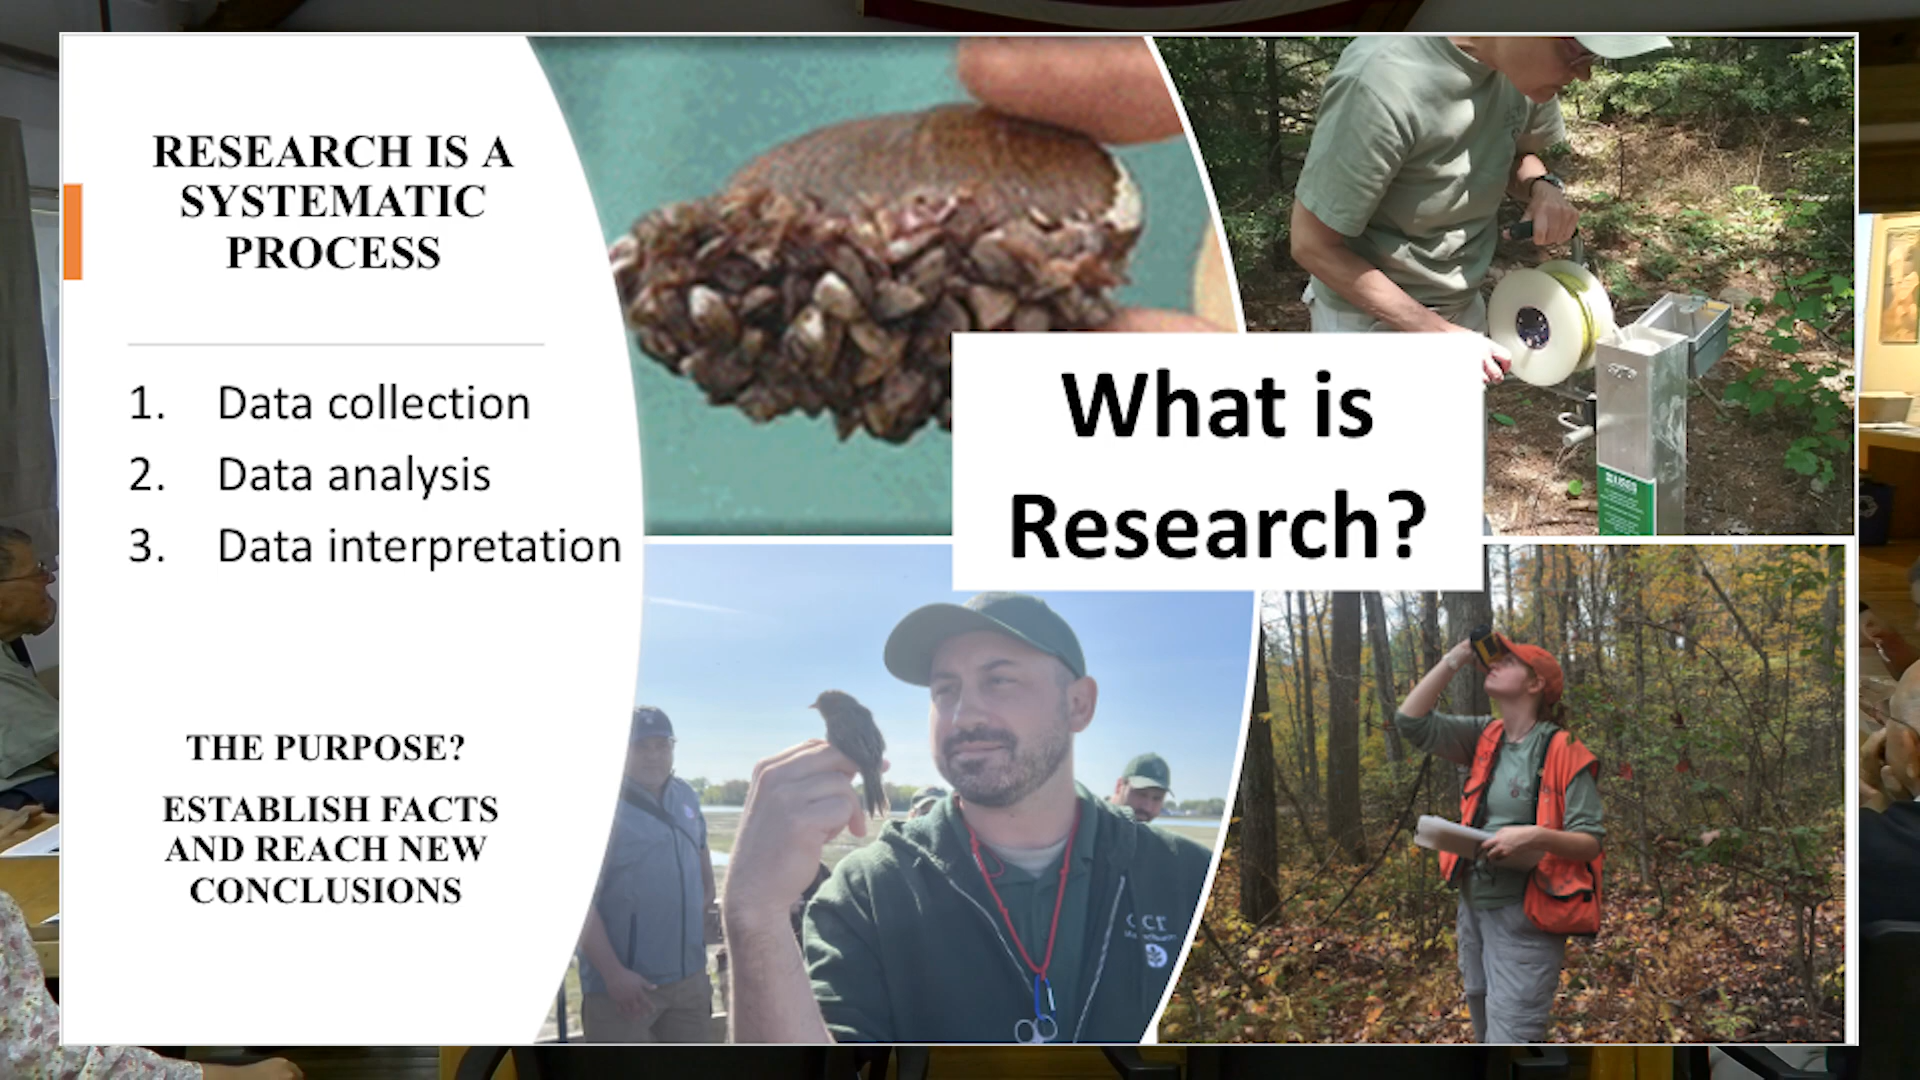 RESEARCH IS A
SYSTEMATIC
PROCESS
1. Data collection
2. Data analysis
3. Data interpretation
THE PURPOSE?
ESTABLISH FACTS
AND REACH NEW
CONCLUSIONS
What is
Research?
USGS